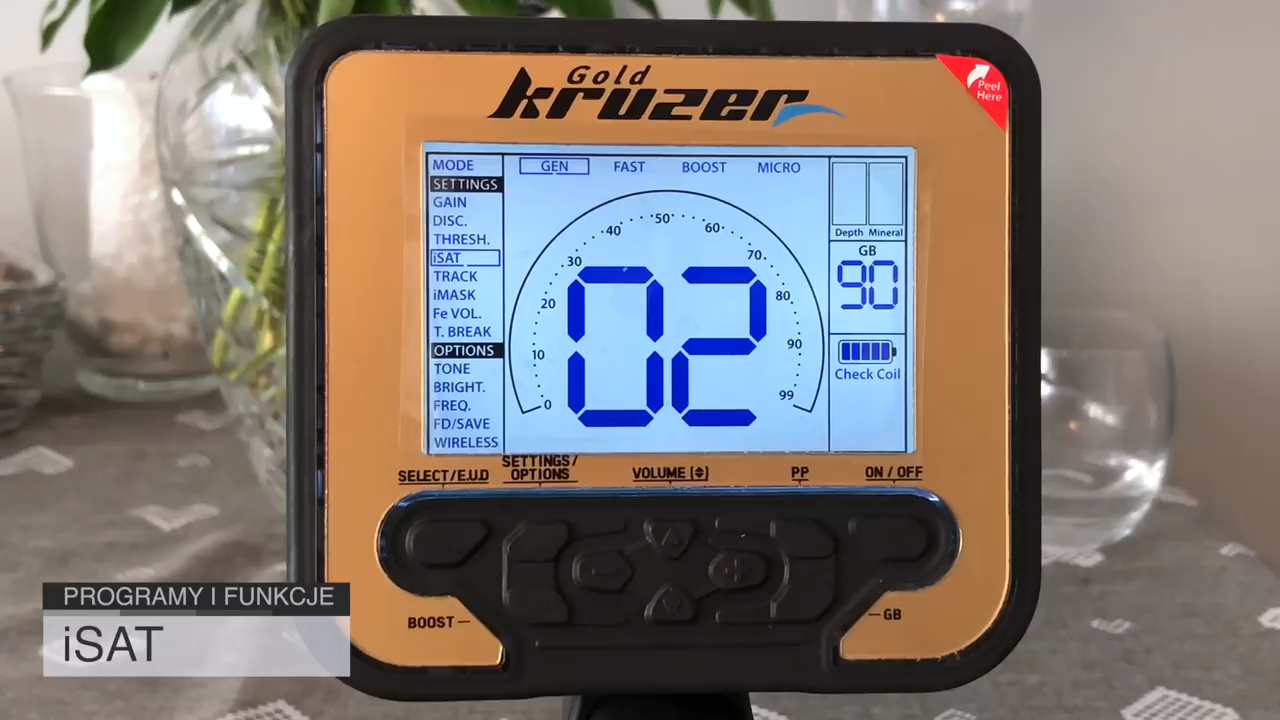 Gold
kruzer
Peel
Here
MODE
SETTINGS
GAIN
DISC.
THRESH.
iSAT
TRACK
iMASK
Fe VOL.
T. BREAK
OPTIONS
TONE
BRIGHT.
FREQ.
FD/SAVE
WIRELESS
GEN FAST BOOST MICRO
0 10 20 30 40 50 60 70 80 90 99
02
Depth Mineral
GB
90
Check Coil
SELECT/E.U.D
SETTINGS/
OPTIONS
VOLUME
PP
ON / OFF
BOOST
GB
PROGRAMY I FUNKCJE
iSAT